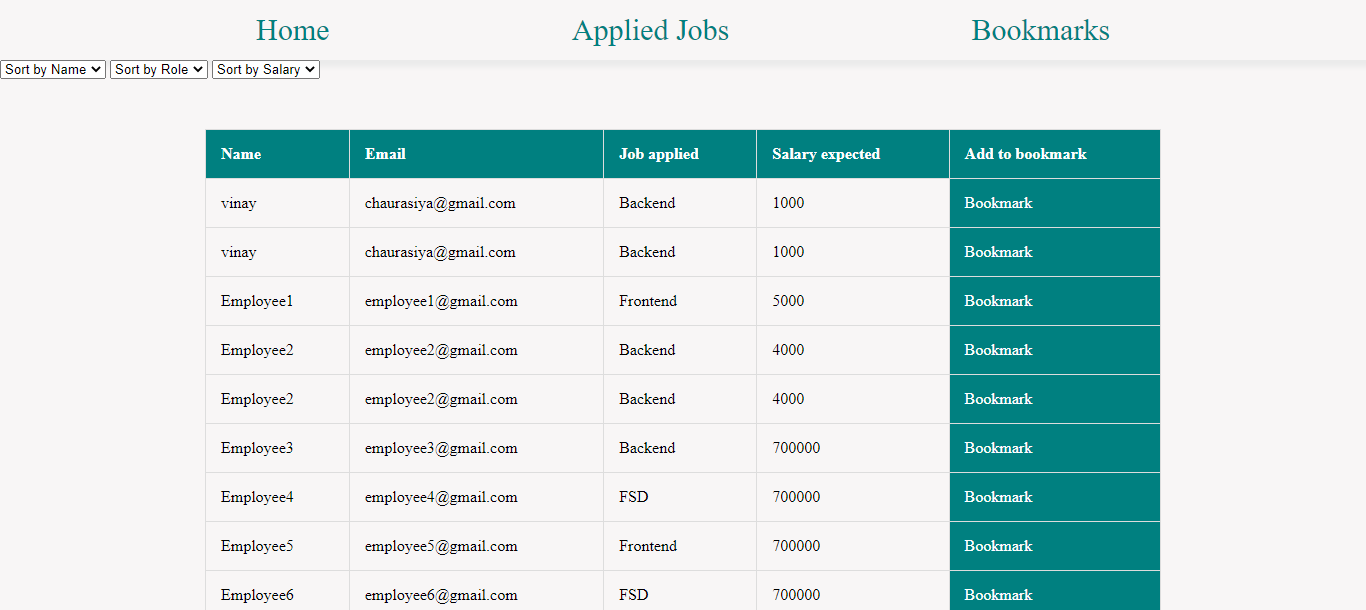 Home Applied Jobs Bookmarks
Sort by Name Sort by Role Sort by Salary
Name Email Job applied Salary expected Add to bookmark
vinay chaurasiya@gmail.com Backend 1000 Bookmark
vinay chaurasiya@gmail.com Backend 1000 Bookmark
Employee1 employee1@gmail.com Frontend 5000 Bookmark
Employee2 employee2@gmail.com Backend 4000 Bookmark
Employee2 employee2@gmail.com Backend 4000 Bookmark
Employee3 employee3@gmail.com Backend 700000 Bookmark
Employee4 employee4@gmail.com FSD 700000 Bookmark
Employee5 employee5@gmail.com Frontend 700000 Bookmark
Employee6 employee6@gmail.com FSD 700000 Bookmark